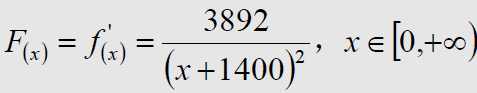 F₍ₓ₎ = f′₍ₓ₎ = 3892 / (x+1400)², x∈[0,+∞)